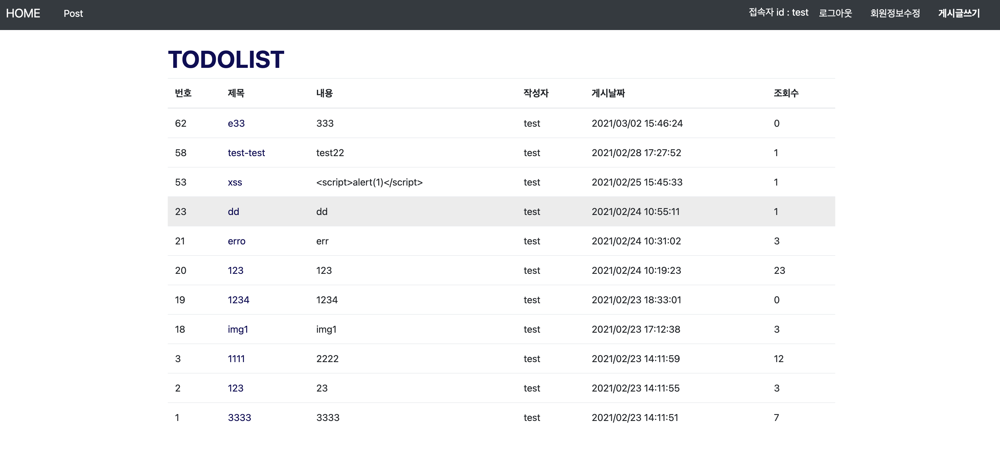 HOME Post 접속자 id : test 로그아웃 회원정보수정 게시글쓰기
TODOLIST
번호 제목 내용 작성자 게시날짜 조회수
62 e33 333 test 2021/03/02 15:46:24 0
58 test-test test22 test 2021/02/28 17:27:52 1
53 xss <script>alert(1)</script> test 2021/02/25 15:45:33 1
23 dd dd test 2021/02/24 10:55:11 1
21 erro err test 2021/02/24 10:31:02 3
20 123 123 test 2021/02/24 10:19:23 23
19 1234 1234 test 2021/02/23 18:33:01 0
18 img1 img1 test 2021/02/23 17:12:38 3
3 1111 2222 test 2021/02/23 14:11:59 12
2 123 23 test 2021/02/23 14:11:55 3
1 3333 3333 test 2021/02/23 14:11:51 7